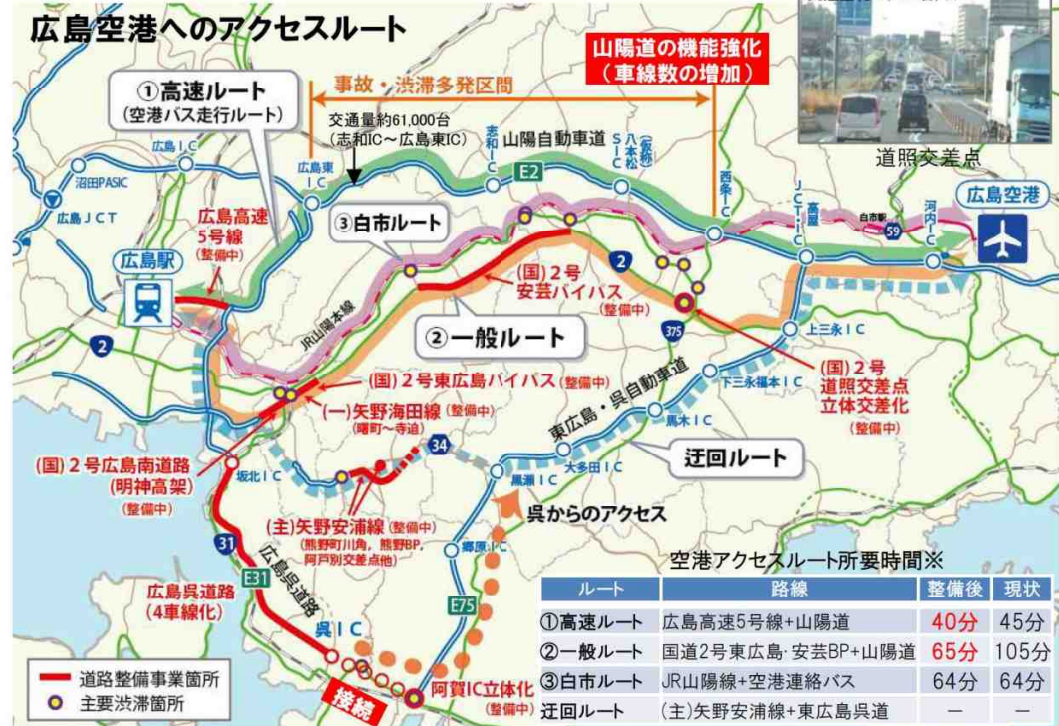 広島空港へのアクセスルート
山陽道の機能強化
(車線数の増加)
事故・渋滞多発区間
①高速ルート
(空港バス走行ルート)
交通量約61,000台
(志和IC~広島東IC)
山陽自動車道
道照交差点
広島IC
沼田PASIC
広島JCT
広島東IC
志和IC
E2
(仮称)八本松SIC
西条IC
高屋JCT・IC
白市駅
59
河内IC
広島空港
広島高速
5号線
(整備中)
広島駅
③白市ルート
JR山陽本線
(国)2号
安芸バイパス
(整備中)
2
②一般ルート
375
上三永IC
2
(国)2号東広島バイパス(整備中)
(一)矢野海田線(整備中)
(曙町~寺迫)
東広島・呉自動車道
下三永福本IC
馬木IC
(国)2号
道照交差点
立体交差化
(整備中)
34
大多田IC
迂回ルート
(国)2号広島南道路
(明神高架)
(整備中)
坂北IC
黒瀬IC
呉からのアクセス
(主)矢野安浦線(整備中)
(熊野町川角,熊野BP,
阿戸別交差点他)
31
広島呉道路
郷原IC
E31
広島呉道路
(4車線化)
E75
呉IC
接続
阿賀IC立体化
(整備中)
道路整備事業箇所
主要渋滞箇所
空港アクセスルート所要時間※
ルート 路線 整備後 現状
①高速ルート 広島高速5号線+山陽道 40分 45分
②一般ルート 国道2号東広島・安芸BP+山陽道 65分 105分
③白市ルート JR山陽線+空港連絡バス 64分 64分
迂回ルート (主)矢野安浦線+東広島呉道 - -